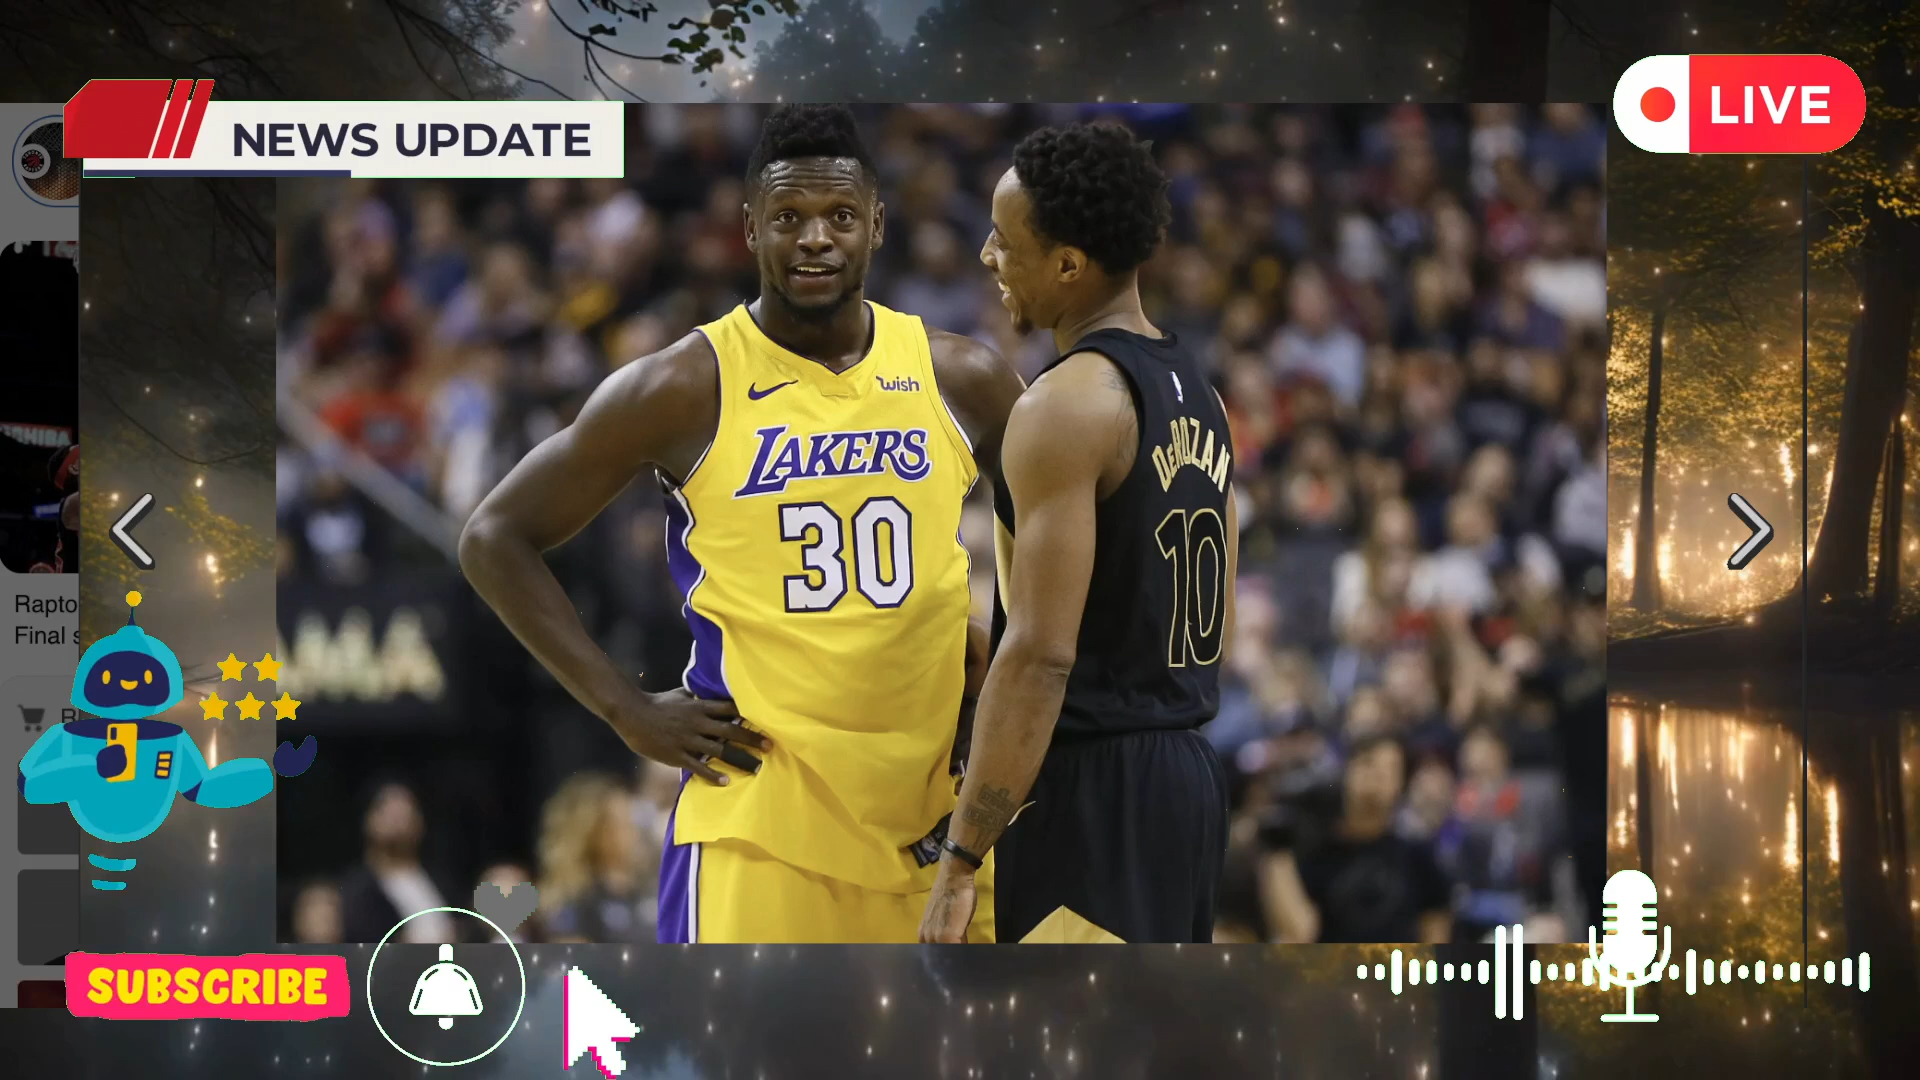 NEWS UPDATE
LIVE
wish
LAKERS
30
DeROZAN
10
Rapto
Final s
R
SUBSCRIBE